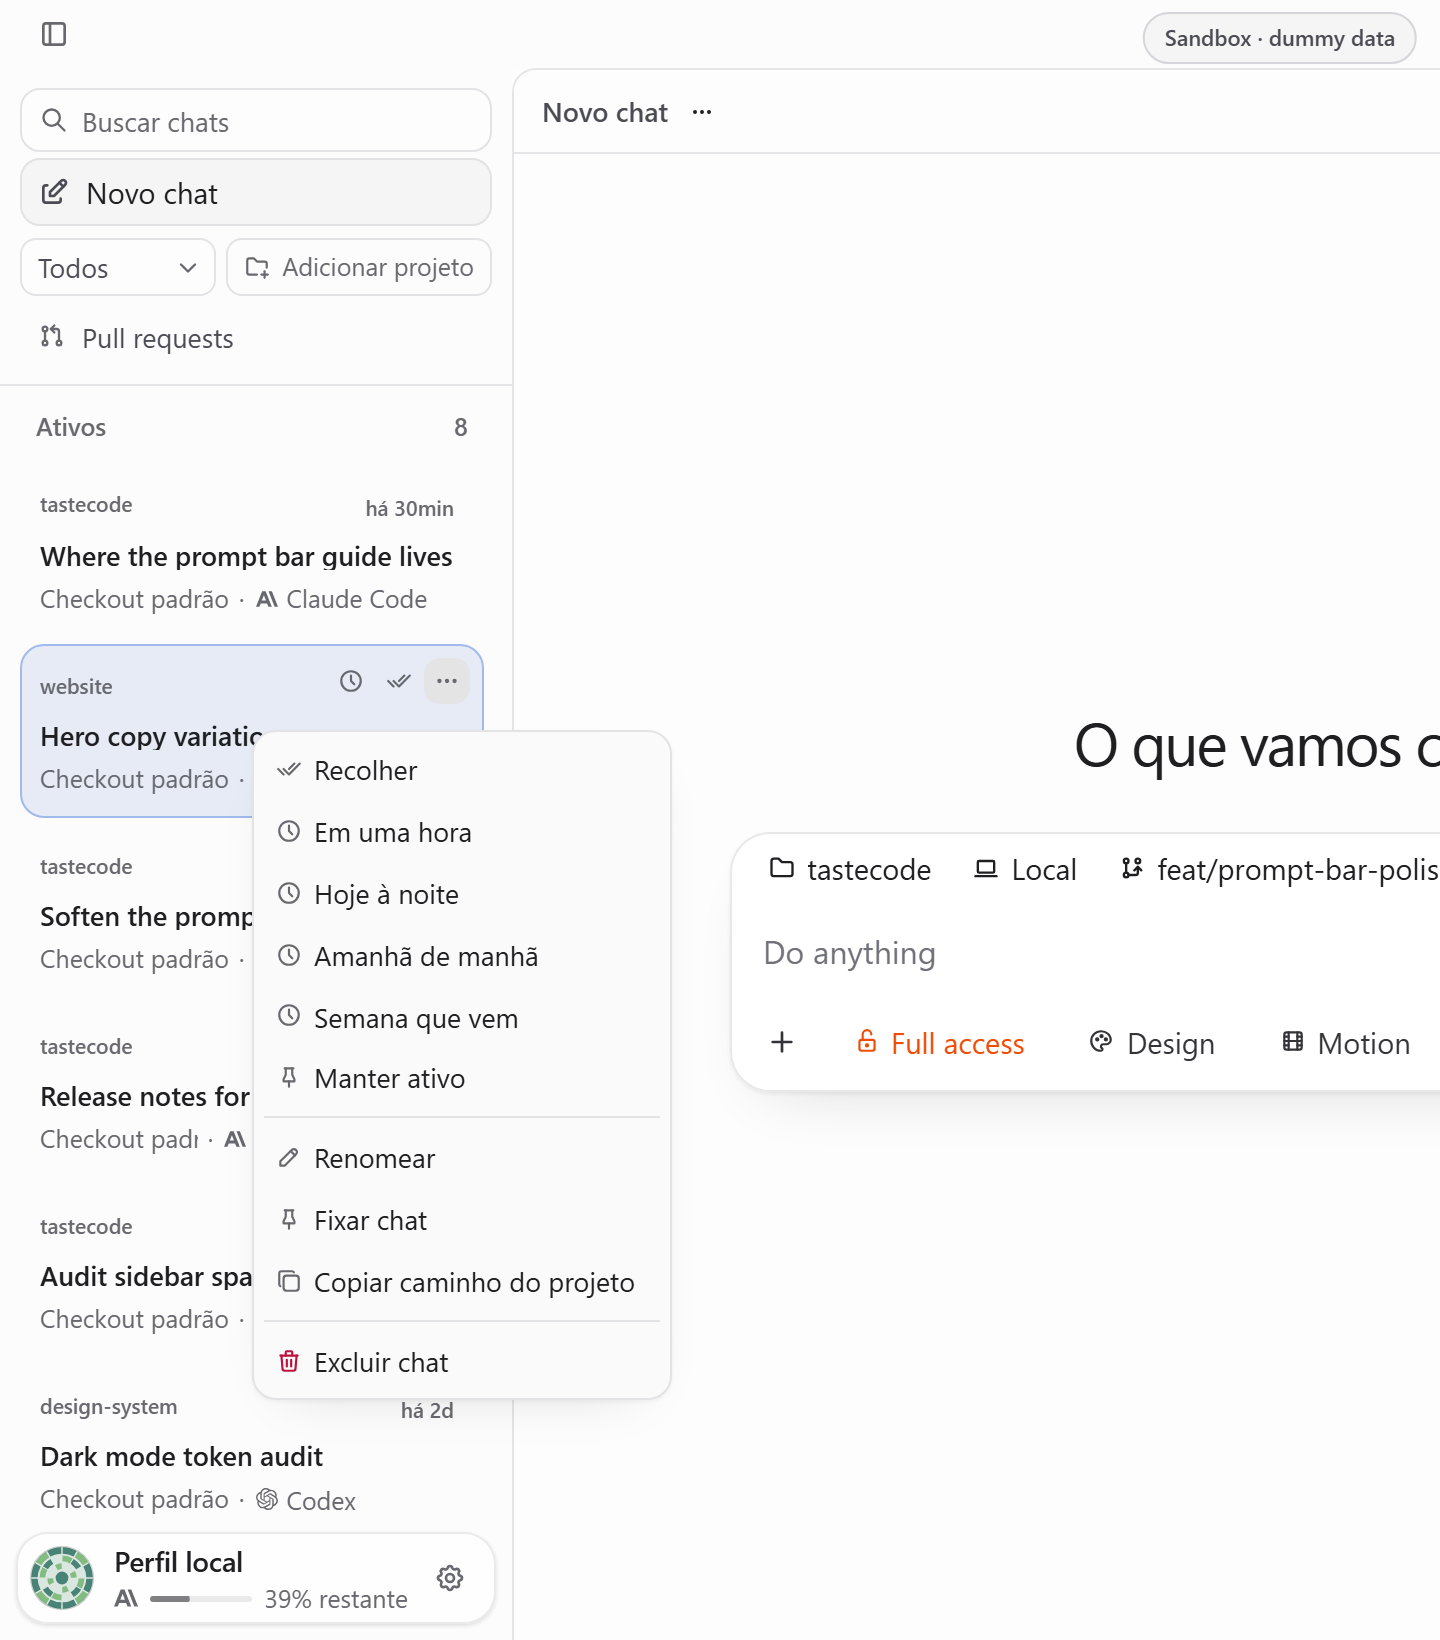 Sandbox · dummy data
Buscar chats
Novo chat
Todos
Adicionar projeto
Pull requests
Ativos 8
tastecode há 30min
Where the prompt bar guide lives
Checkout padrão · Claude Code
website
Hero copy variatio
Checkout padrão ·
tastecode
Soften the promp
Checkout padrão ·
tastecode
Release notes for
Checkout padr ·
tastecode
Audit sidebar spa
Checkout padrão ·
design-system há 2d
Dark mode token audit
Checkout padrão · Codex
Perfil local
39% restante
Recolher
Em uma hora
Hoje à noite
Amanhã de manhã
Semana que vem
Manter ativo
Renomear
Fixar chat
Copiar caminho do projeto
Excluir chat
Novo chat
O que vamos c
tastecode Local feat/prompt-bar-polis
Do anything
Full access Design Motion